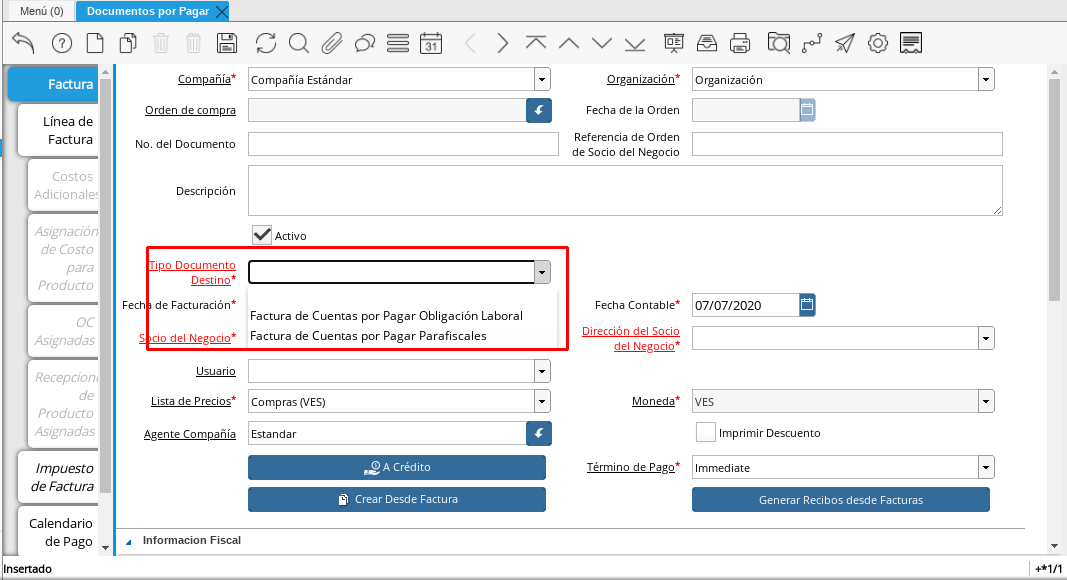 Menú (0)
Documentos por Pagar
31
Factura
Línea de
Factura
Costos
Adicionales
Asignación
de Costo
para
Producto
OC
Asignadas
Recepcion
de
Producto
Asignadas
Impuesto
de Factura
Calendario
de Pago
Compañía*
Compañía Estándar
Organización*
Organización
Orden de compra
Fecha de la Orden
No. del Documento
Referencia de Orden
de Socio del Negocio
Descripción
Activo
Tipo Documento
Destino*
Factura de Cuentas por Pagar Obligación Laboral
Factura de Cuentas por Pagar Parafiscales
Fecha de Facturación*
Fecha Contable*
07/07/2020
Socio del Negocio*
Dirección del Socio
del Negocio*
Usuario
Lista de Precios*
Compras (VES)
Moneda*
VES
Agente Compañía
Estandar
Imprimir Descuento
A Crédito
Término de Pago*
Immediate
Crear Desde Factura
Generar Recibos desde Facturas
Informacion Fiscal
Insertado
+*1/1